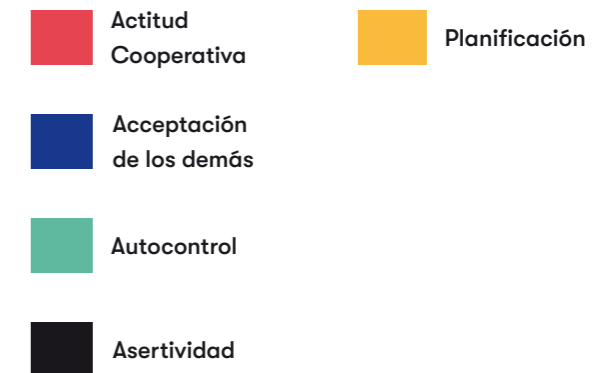 Actitud
Cooperativa
Acceptación
de los demás
Autocontrol
Asertividad
Planificación